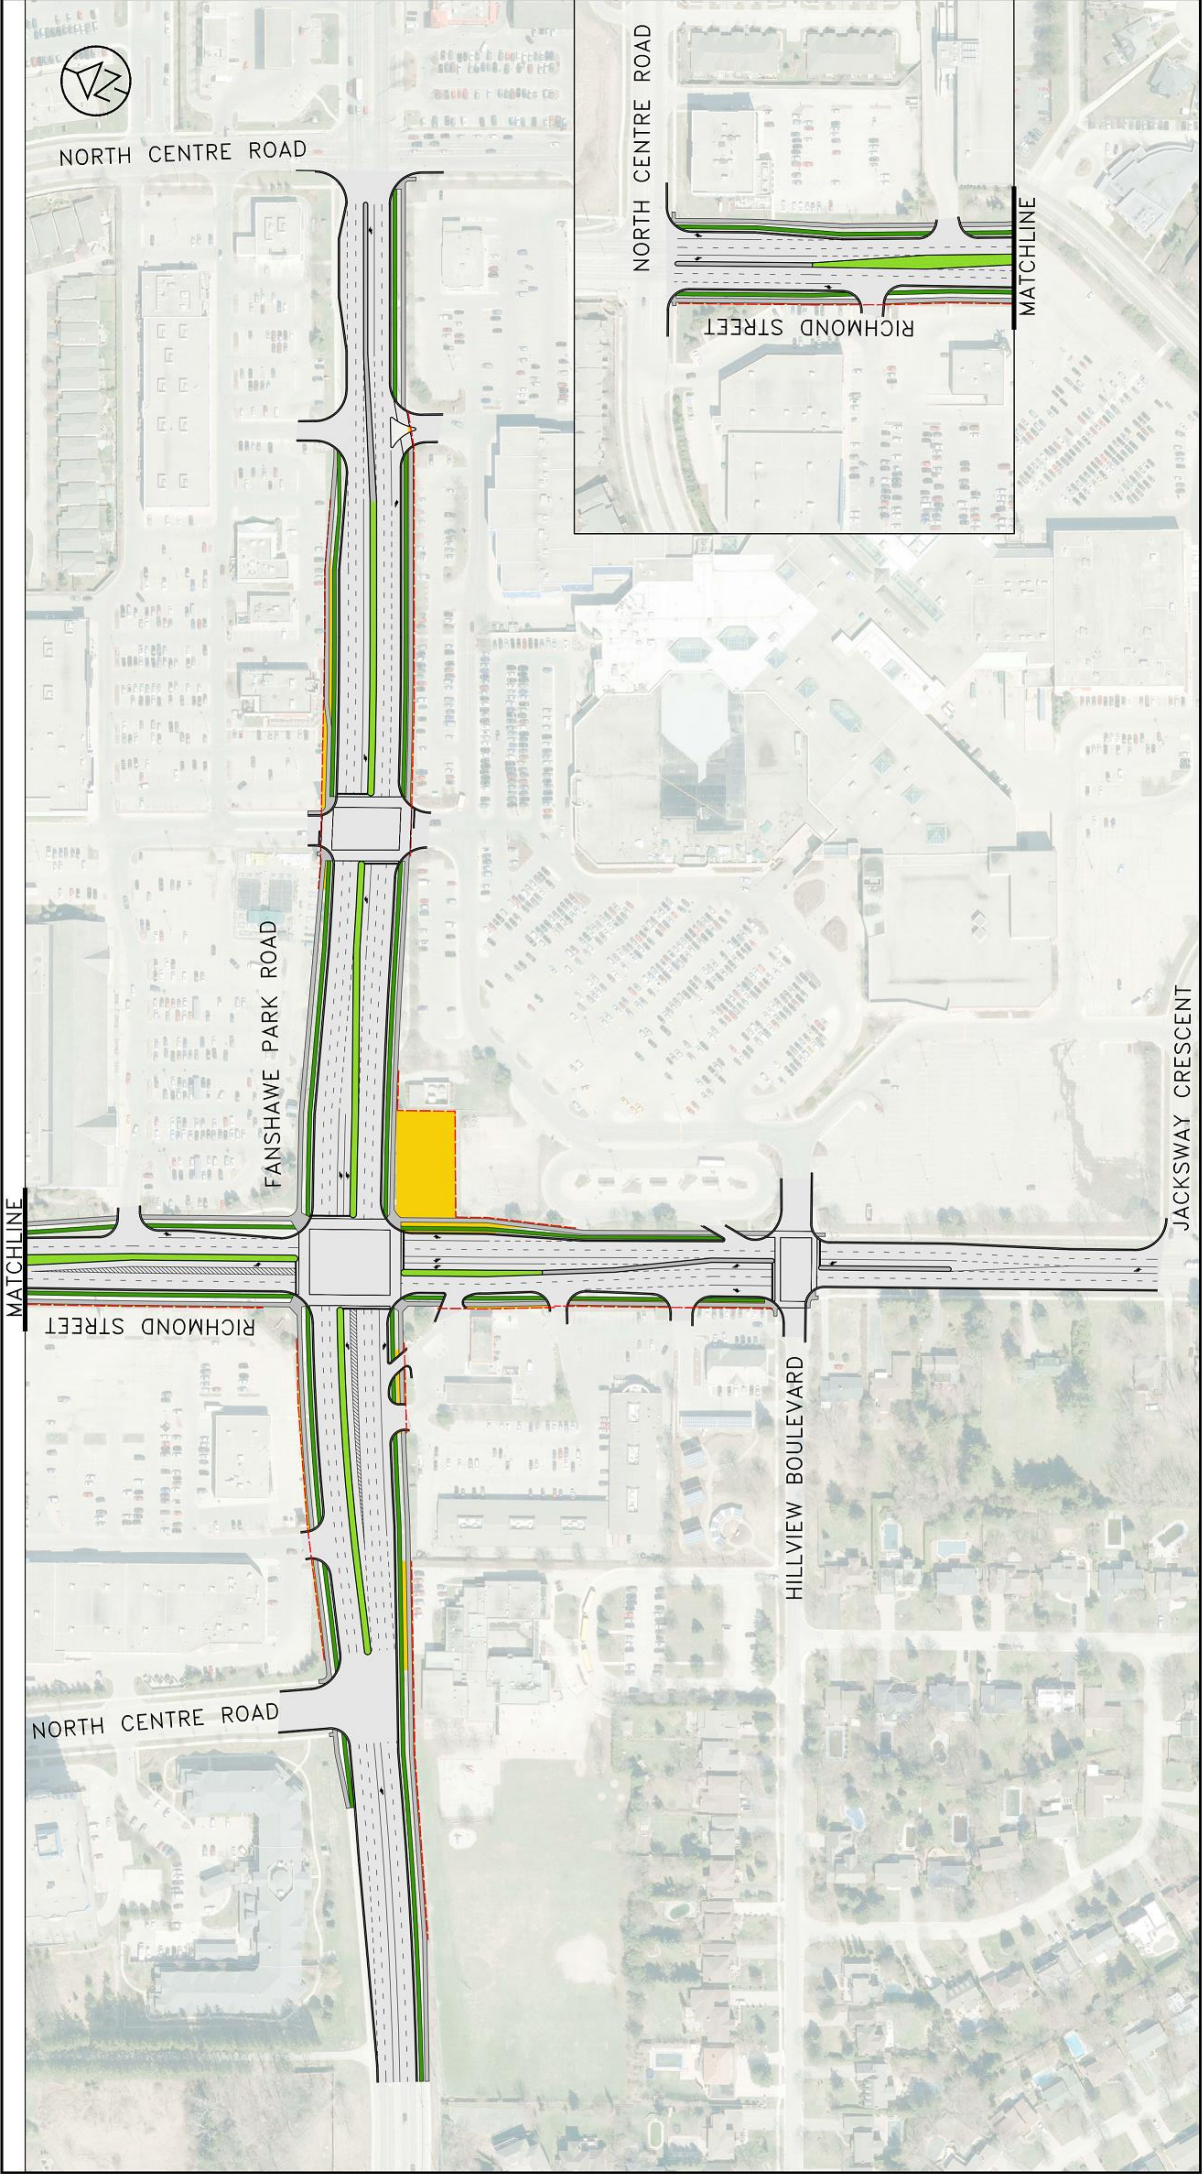 NORTH CENTRE ROAD
NORTH CENTRE ROAD
MATCHLINE
RICHMOND STREET
FANSHAWE PARK ROAD
JACKSWAY CRESCENT
MATCHLINE
RICHMOND STREET
HILLVIEW BOULEVARD
NORTH CENTRE ROAD